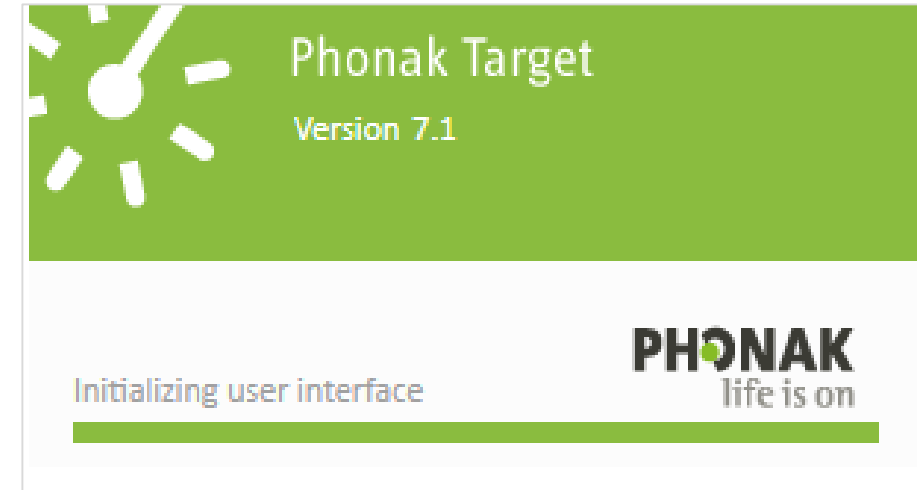 Phonak Target
Version 7.1
PHONAK
life is on
Initializing user interface